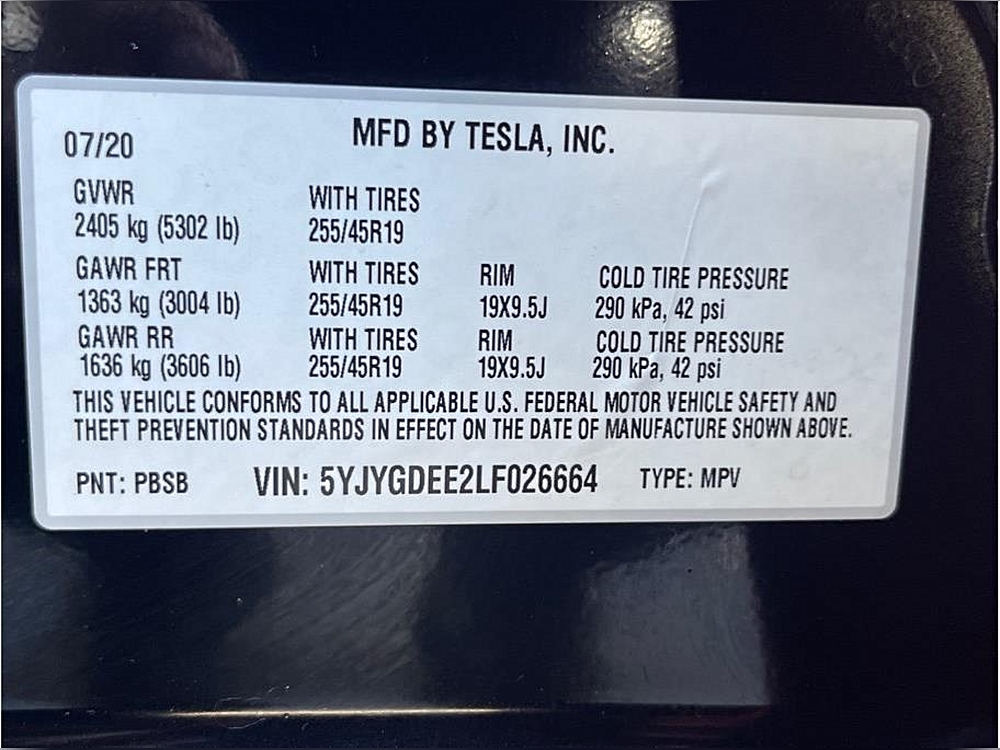 07/20 MFD BY TESLA, INC.
GVWR WITH TIRES
2405 kg (5302 lb) 255/45R19
GAWR FRT WITH TIRES RIM COLD TIRE PRESSURE
1363 kg (3004 lb) 255/45R19 19X9.5J 290 kPa, 42 psi
GAWR RR WITH TIRES RIM COLD TIRE PRESSURE
1636 kg (3606 lb) 255/45R19 19X9.5J 290 kPa, 42 psi
THIS VEHICLE CONFORMS TO ALL APPLICABLE U.S. FEDERAL MOTOR VEHICLE SAFETY AND
THEFT PREVENTION STANDARDS IN EFFECT ON THE DATE OF MANUFACTURE SHOWN ABOVE.
PNT: PBSB VIN: 5YJYGDEE2LF026664 TYPE: MPV